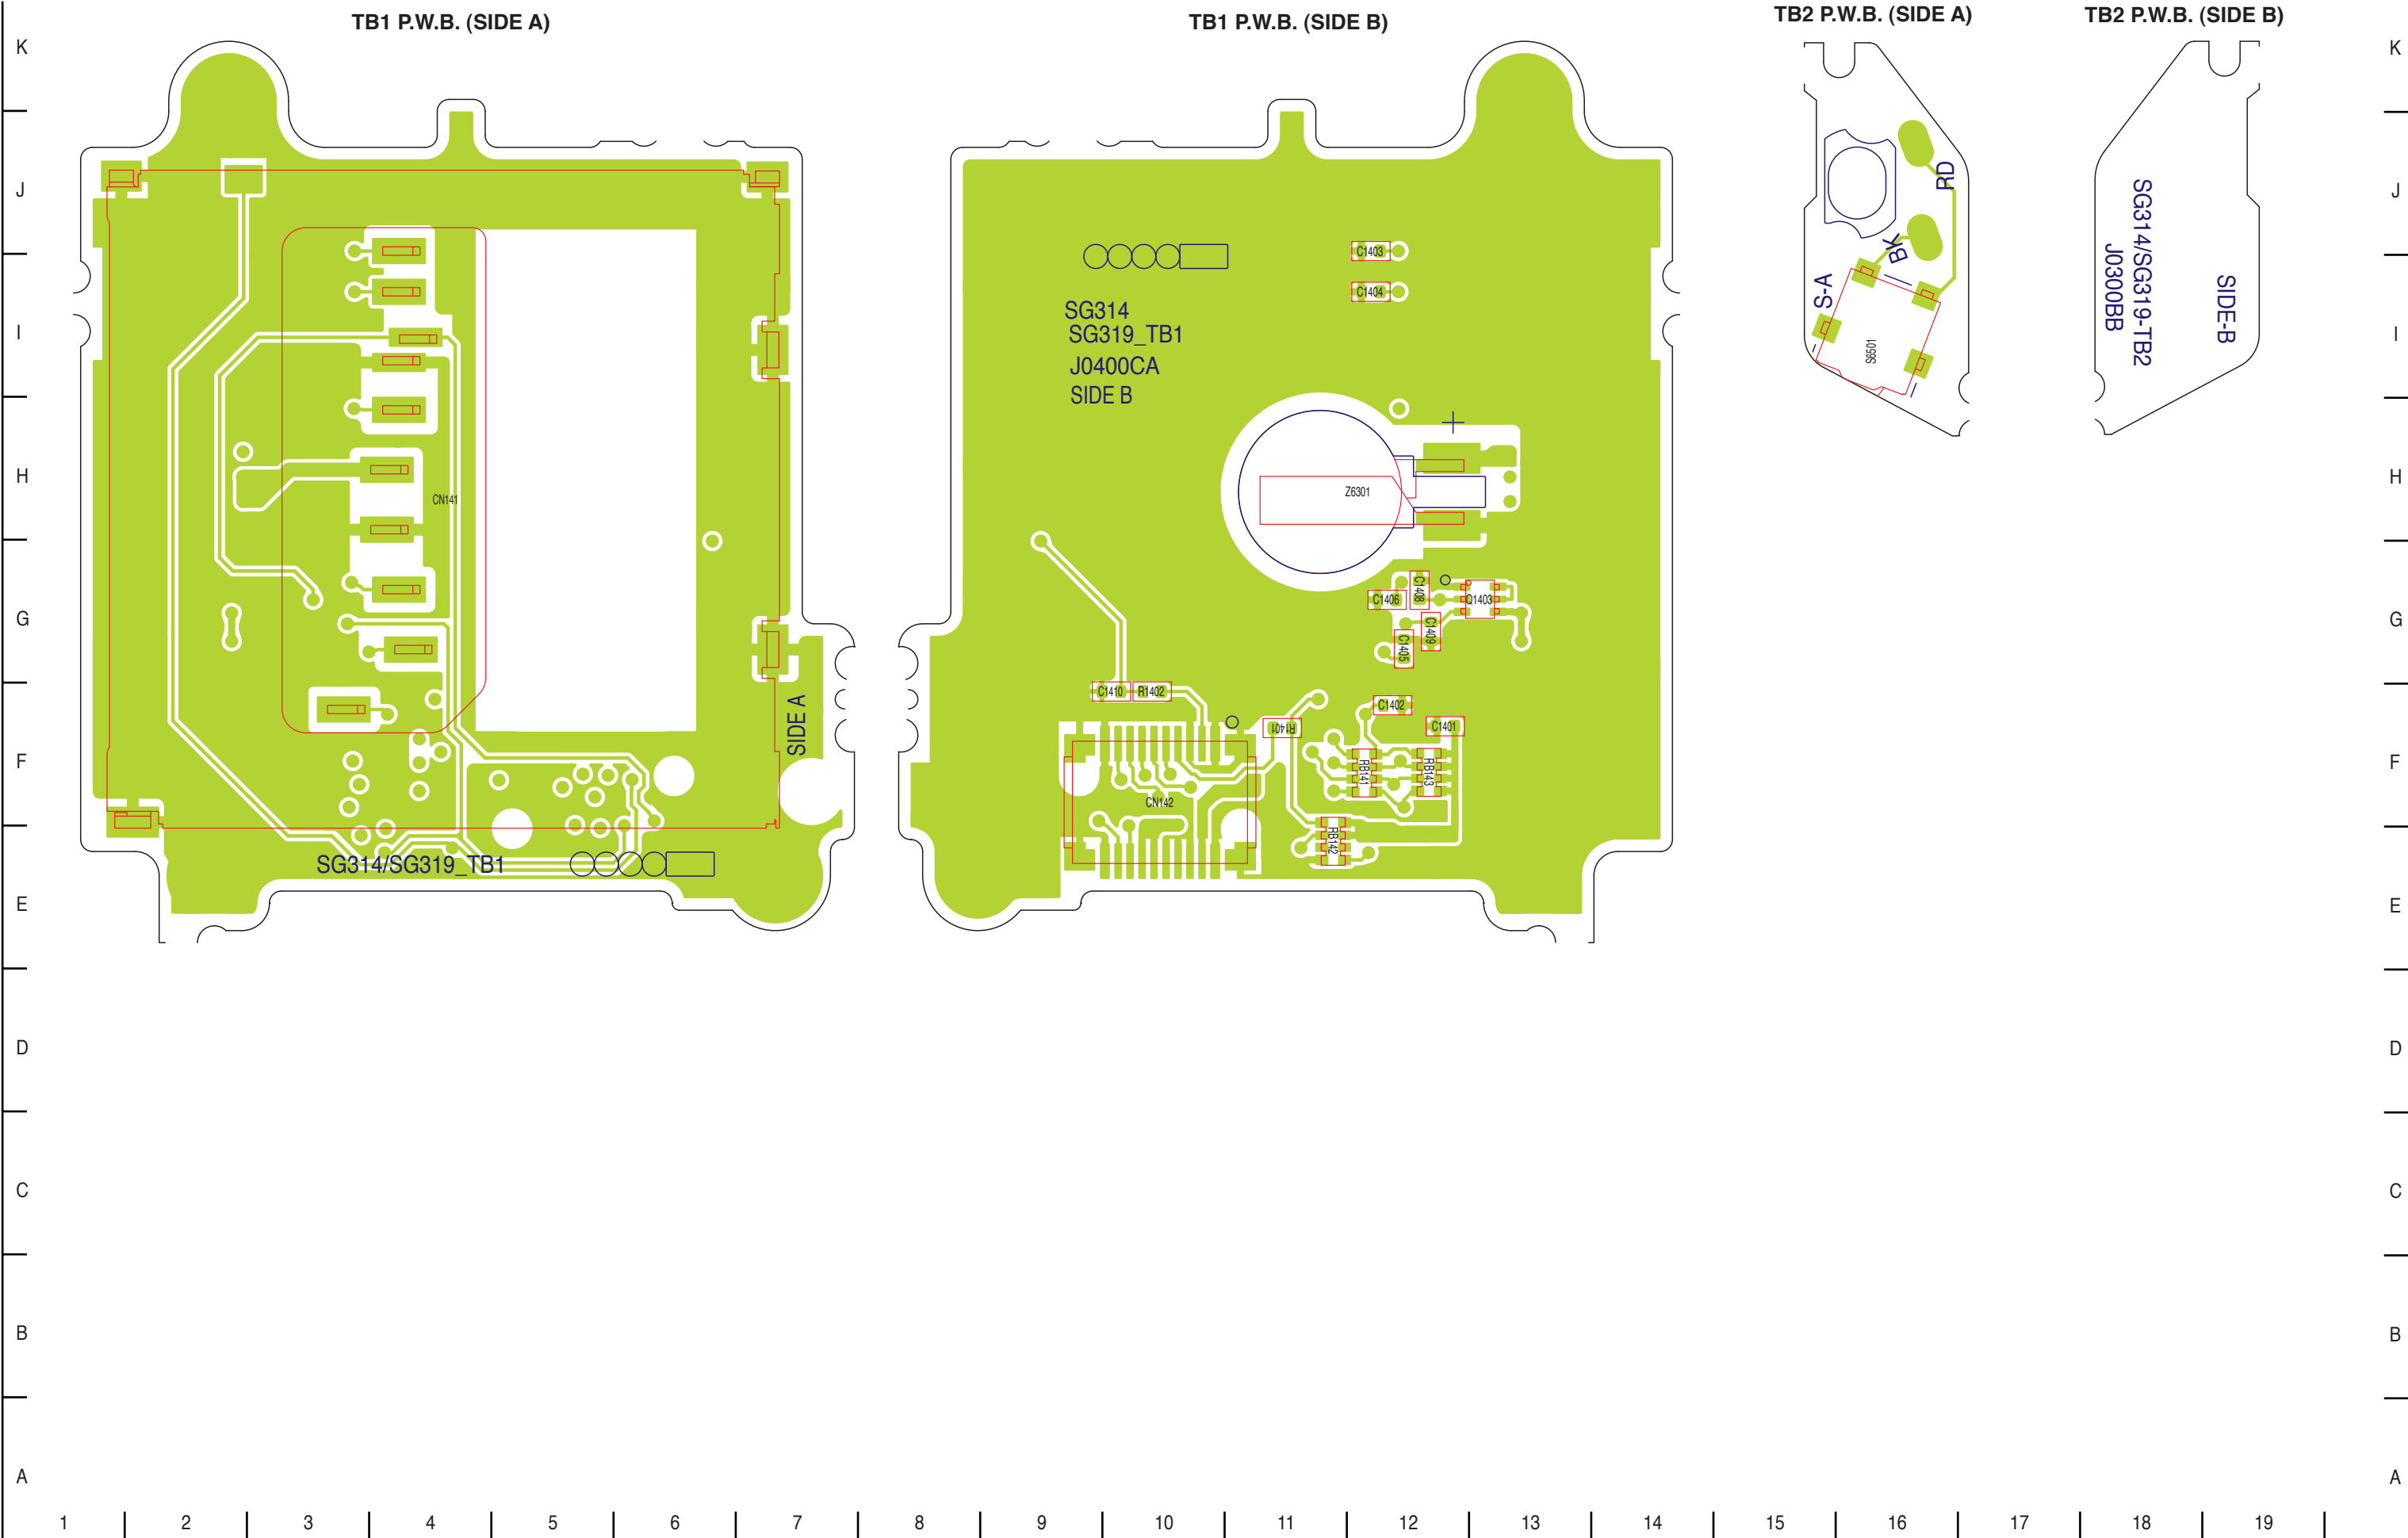 TB1 P.W.B. (SIDE A)
TB1 P.W.B. (SIDE B)
TB2 P.W.B. (SIDE A)
TB2 P.W.B. (SIDE B)
K
K
J
J
I
I
H
H
G
G
F
F
E
E
D
D
C
C
B
B
A
A
CN141
SIDE A
SG314/SG319_TB1
C1403
C1404
SG314
SG319_TB1
J0400CA
SIDE B
+
Z6301
C1406
C1408
Q1403
C1409
C1405
C1410
R1402
C1402
R1401
C1401
RB141
RB143
CN142
RB142
RD
BK
S-A
S6501
SG314/SG319-TB2
J0300BB
SIDE-B
1 2 3 4 5 6 7 8 9 10 11 12 13 14 15 16 17 18 19